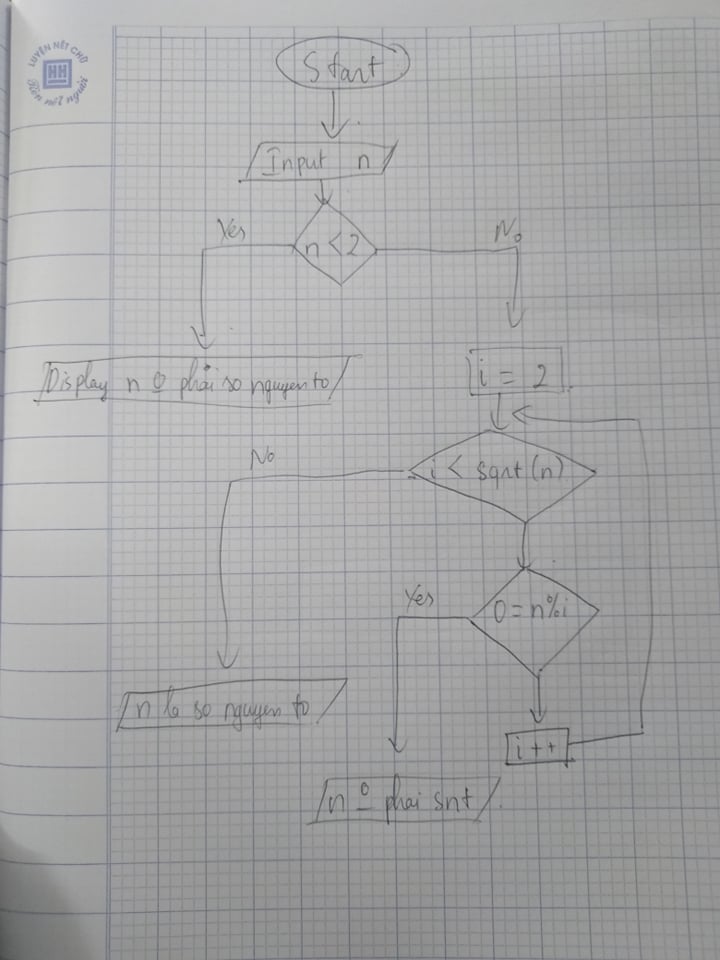 LUYỆN NÉT CHỮ
HH
Rèn nết người
Start
Input n
n < 2
Yes
No
Display n o phải so nguyen to
i = 2
i < sqrt(n)
No
0 = n%i
Yes
n là so nguyen to
i ++
n o phai snt